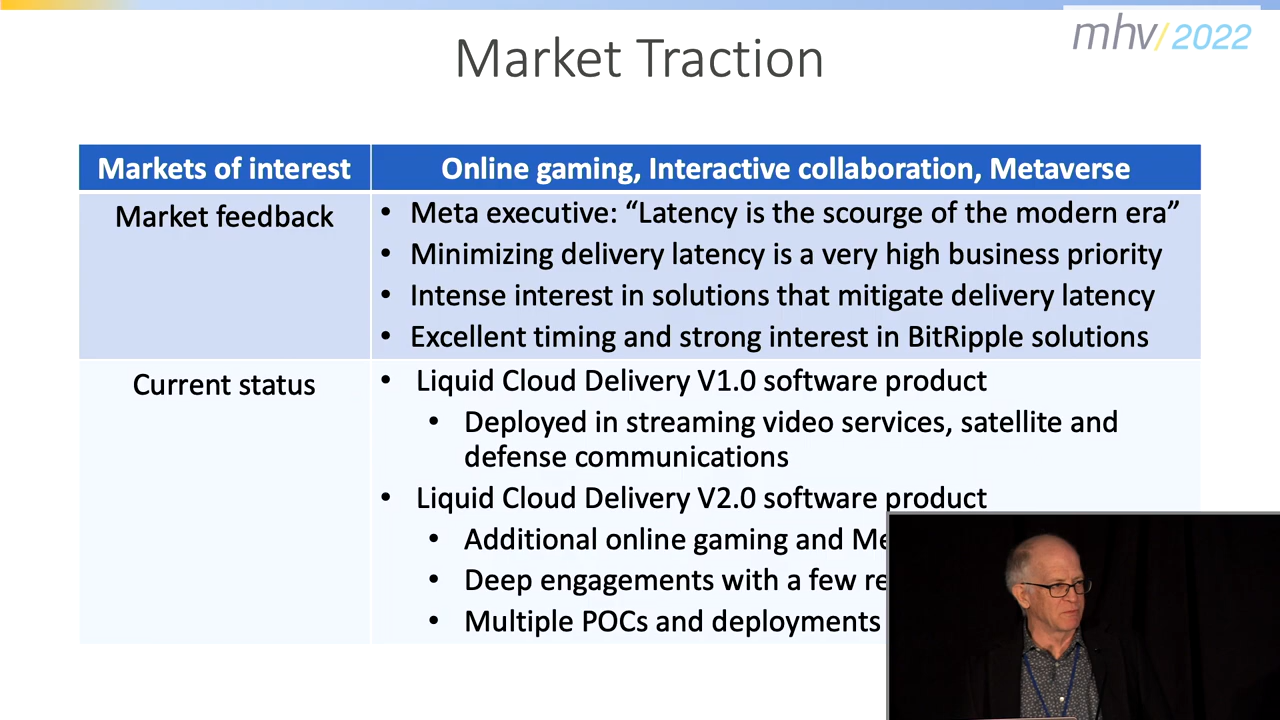 mhv/2022
Market Traction
Markets of interest
Online gaming, Interactive collaboration, Metaverse
Market feedback
• Meta executive: “Latency is the scourge of the modern era”
• Minimizing delivery latency is a very high business priority
• Intense interest in solutions that mitigate delivery latency
• Excellent timing and strong interest in BitRipple solutions
Current status
• Liquid Cloud Delivery V1.0 software product
• Deployed in streaming video services, satellite and
defense communications
• Liquid Cloud Delivery V2.0 software product
• Additional online gaming and
• Deep engagements with a few
• Multiple POCs and deployments